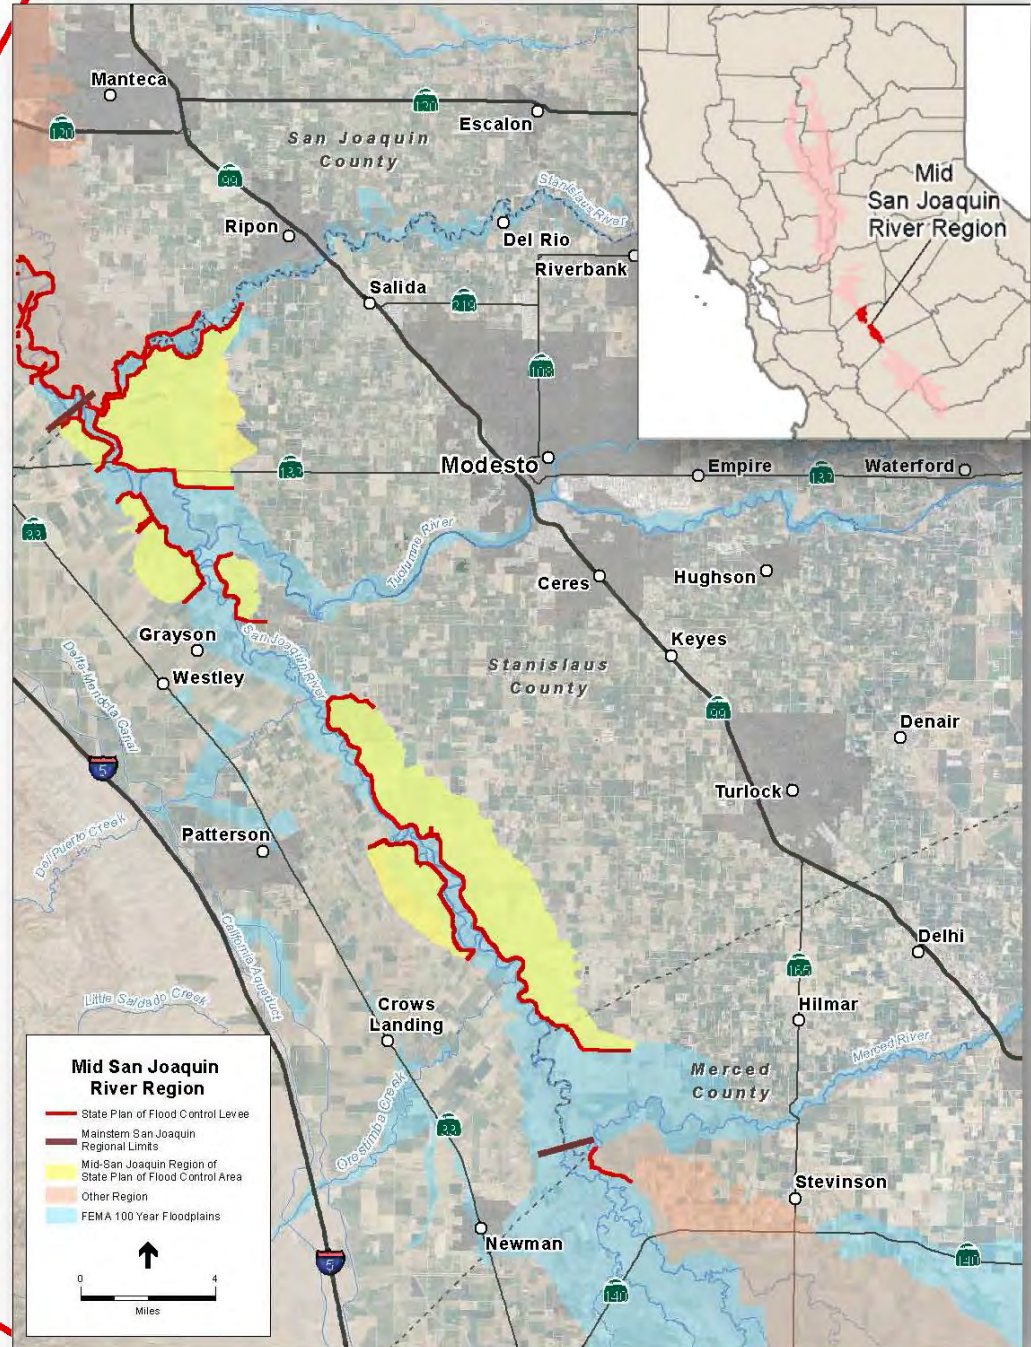 Manteca
120
120
Escalon
San Joaquin
County
99
Stanislaus River
Ripon
Del Rio
Riverbank
Salida
219
108
Mid
San Joaquin
River Region
Modesto
132
Empire
132
Waterford
33
Tuolumne River
Ceres
Hughson
Grayson
San Joaquin River
Keyes
Westley
Stanislaus
County
Delta-Mendota Canal
99
Denair
5
Turlock
Patterson
Del Puerto Creek
California Aqueduct
Delhi
165
Little Salado Creek
Crows
Landing
Hilmar
Merced River
Merced
County
Orestimba Creek
33
Stevinson
Newman
140
140
5
Mid San Joaquin
River Region
State Plan of Flood Control Levee
Mainstem San Joaquin
Regional Limits
Mid-San Joaquin Region of
State Plan of Flood Control Area
Other Region
FEMA 100 Year Floodplains
0 4
Miles